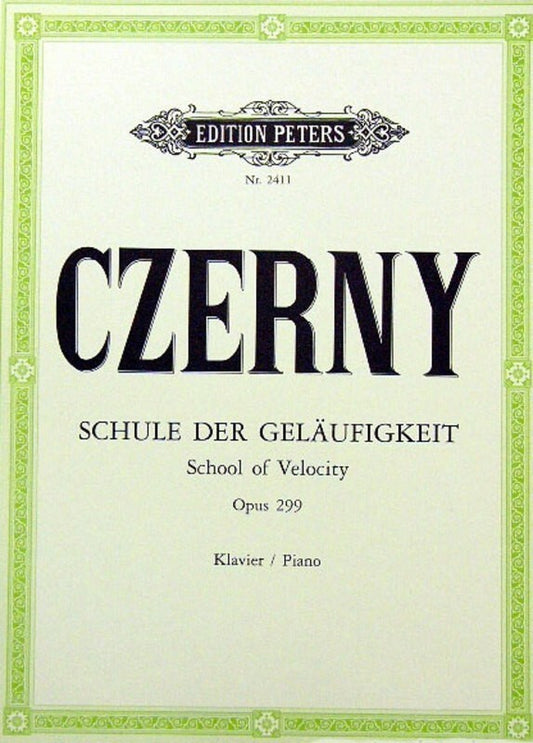 EDITION PETERS
Nr. 2411
CZERNY
SCHULE DER GELÄUFIGKEIT
School of Velocity
Opus 299
Klavier / Piano